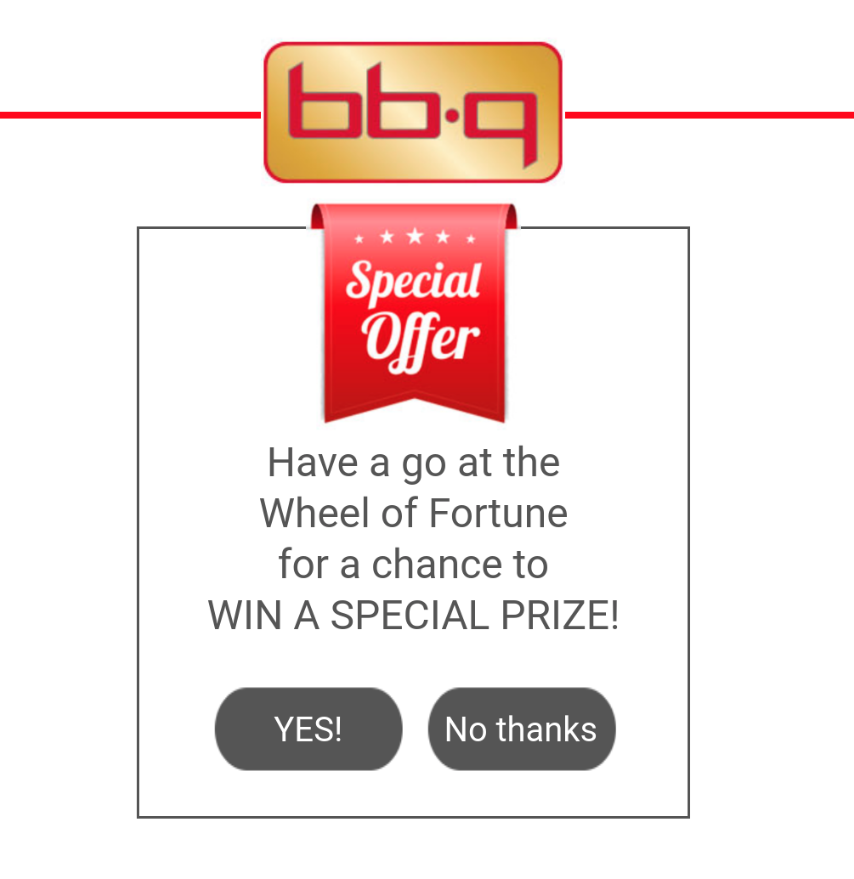 bb.q
Special
Offer
Have a go at the
Wheel of Fortune
for a chance to
WIN A SPECIAL PRIZE!
YES! No thanks